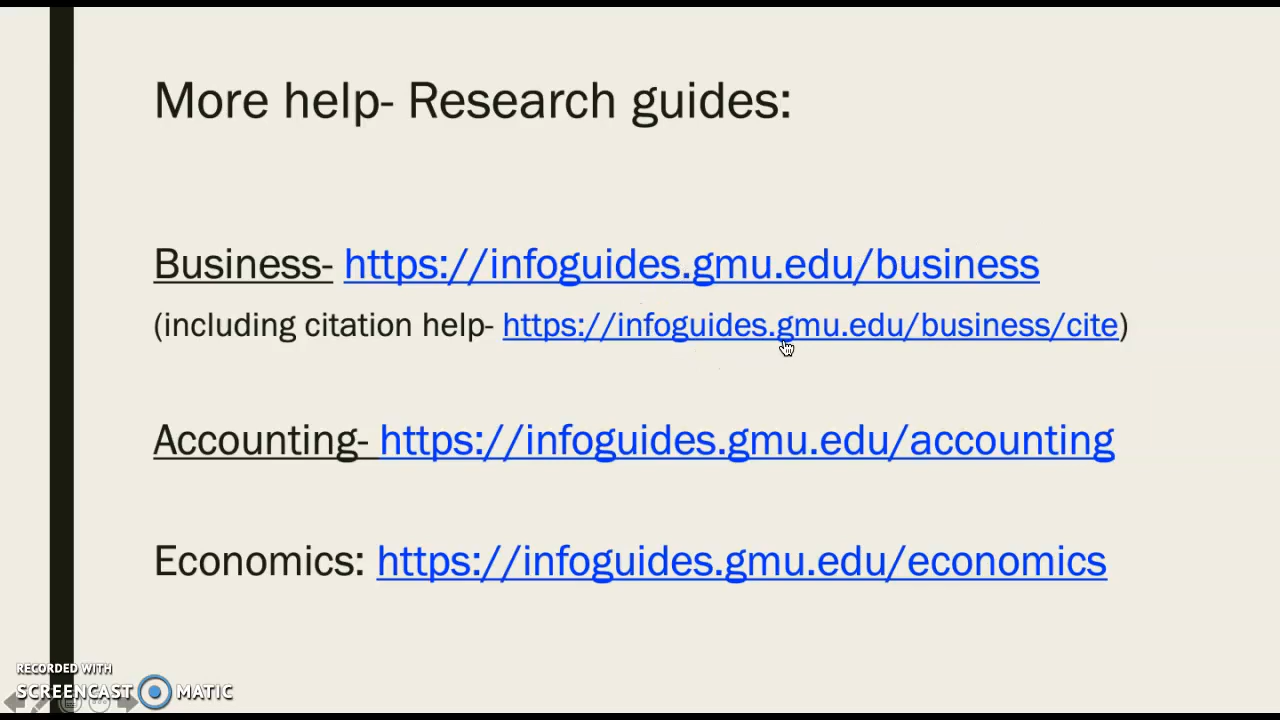 More help- Research guides:
Business- https://infoguides.gmu.edu/business
(including citation help- https://infoguides.gmu.edu/business/cite)
Accounting- https://infoguides.gmu.edu/accounting
Economics: https://infoguides.gmu.edu/economics
RECORDED WITH
SCREENCAST MATIC